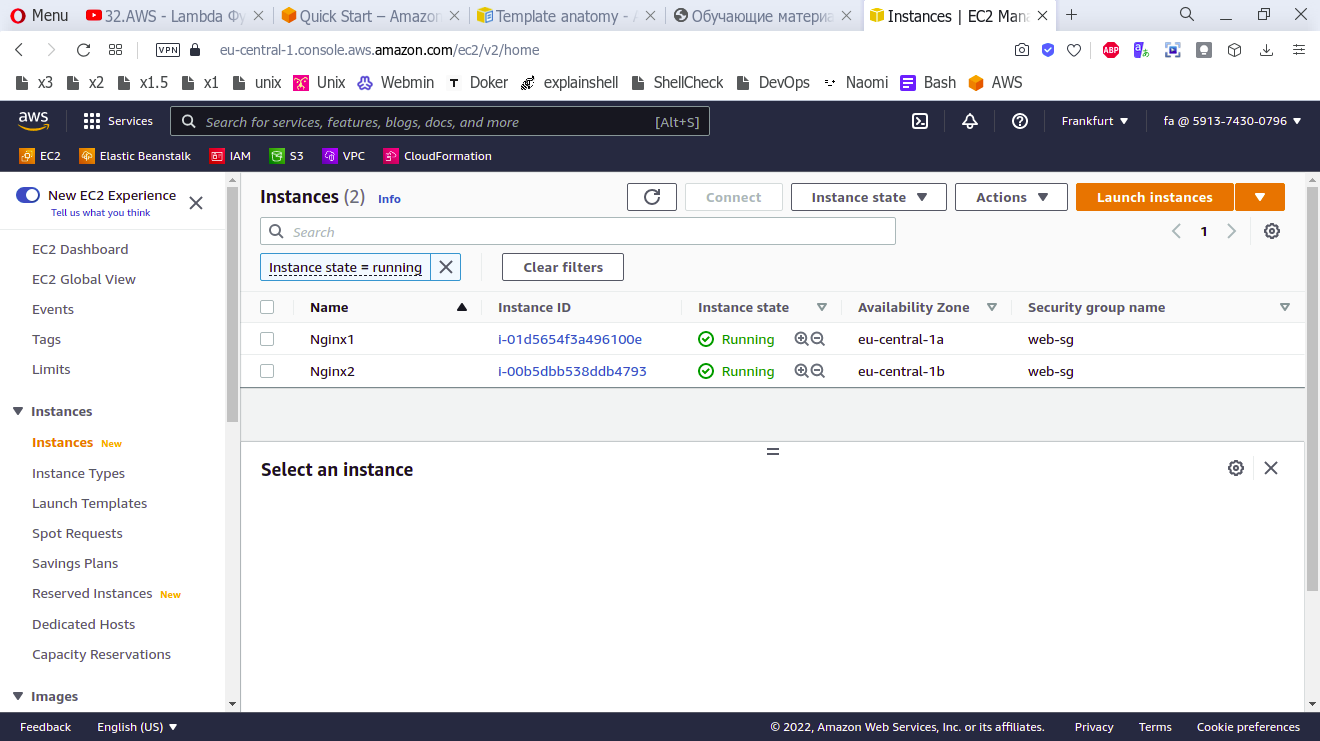 Menu
32.AWS - Lambda Фу
Quick Start – Amazon
Template anatomy - A
Обучающие материа
Instances | EC2 Mana
VPN
eu-central-1.console.aws.amazon.com/ec2/v2/home
ABP
x3
x2
x1.5
x1
unix
Unix
Webmin
T Doker
explainshell
ShellCheck
DevOps
Naomi
Bash
AWS
aws
Services
Search for services, features, blogs, docs, and more
[Alt+S]
Frankfurt
fa @ 5913-7430-0796
EC2
Elastic Beanstalk
IAM
S3
VPC
CloudFormation
New EC2 Experience
Tell us what you think
EC2 Dashboard
EC2 Global View
Events
Tags
Limits
Instances
Instances New
Instance Types
Launch Templates
Spot Requests
Savings Plans
Reserved Instances New
Dedicated Hosts
Capacity Reservations
Images
Instances (2) Info
Connect
Instance state
Actions
Launch instances
Search
1
Instance state = running
Clear filters
Name Instance ID Instance state Availability Zone Security group name
Nginx1 i-01d5654f3a496100e Running eu-central-1a web-sg
Nginx2 i-00b5dbb538ddb4793 Running eu-central-1b web-sg
Select an instance
Feedback
English (US)
© 2022, Amazon Web Services, Inc. or its affiliates.
Privacy
Terms
Cookie preferences